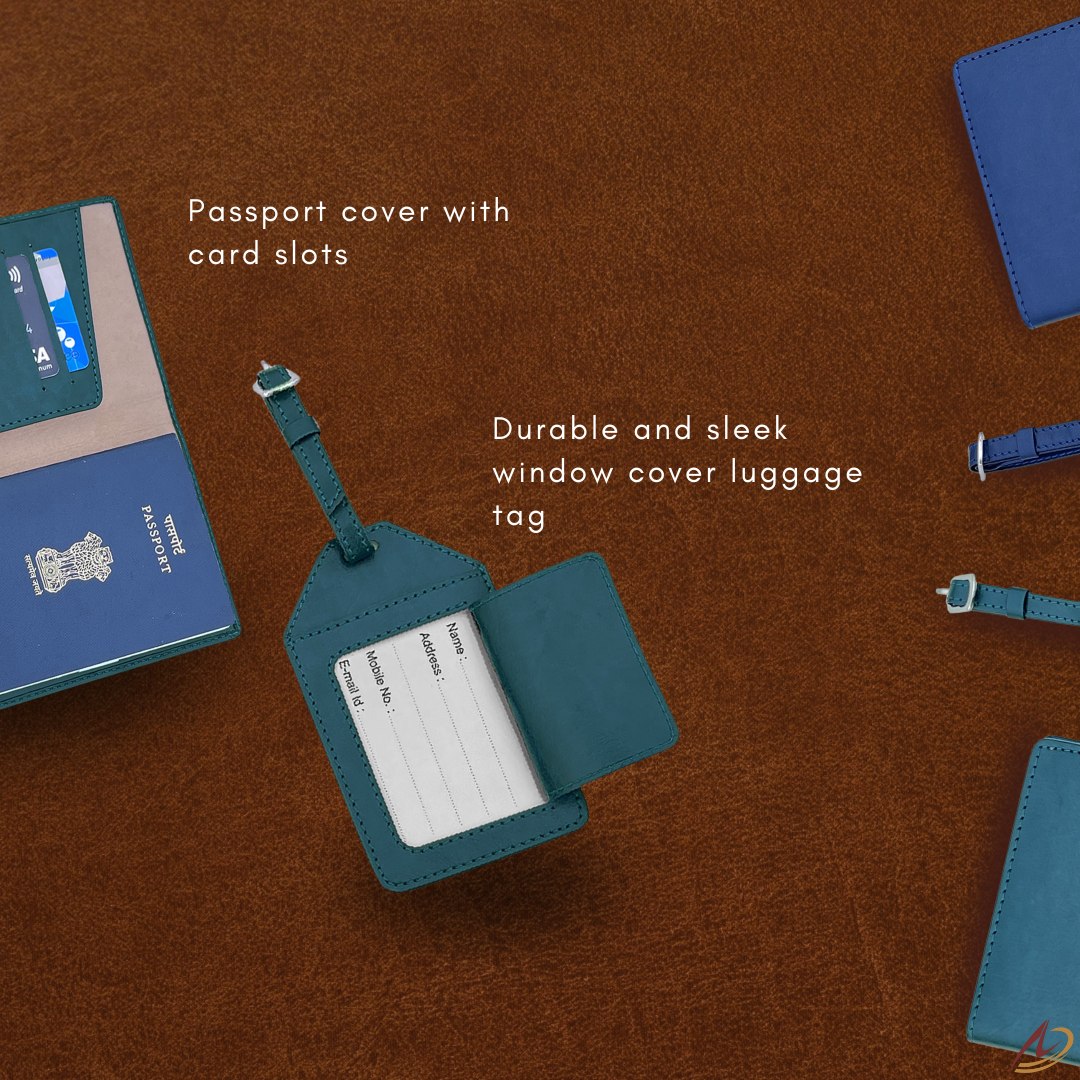 Passport cover with
card slots
Durable and sleek
window cover luggage
tag
पासपोर्ट
PASSPORT
Name :
Address :
Mobile No. :
E-mail Id :